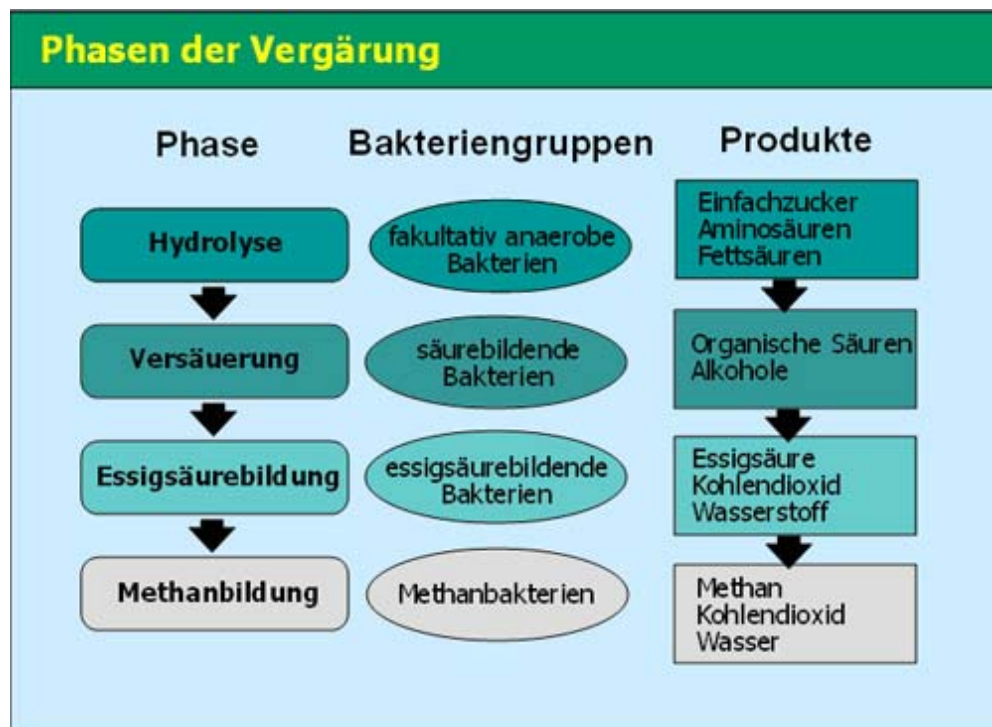 Phasen der Vergärung
Phase
Bakteriengruppen
Produkte
Hydrolyse
fakultativ anaerobe
Bakterien
Einfachzucker
Aminosäuren
Fettsäuren
Versäuerung
säurebildende
Bakterien
Organische Säuren
Alkohole
Essigsäurebildung
essigsäurebildende
Bakterien
Essigsäure
Kohlendioxid
Wasserstoff
Methanbildung
Methanbakterien
Methan
Kohlendioxid
Wasser